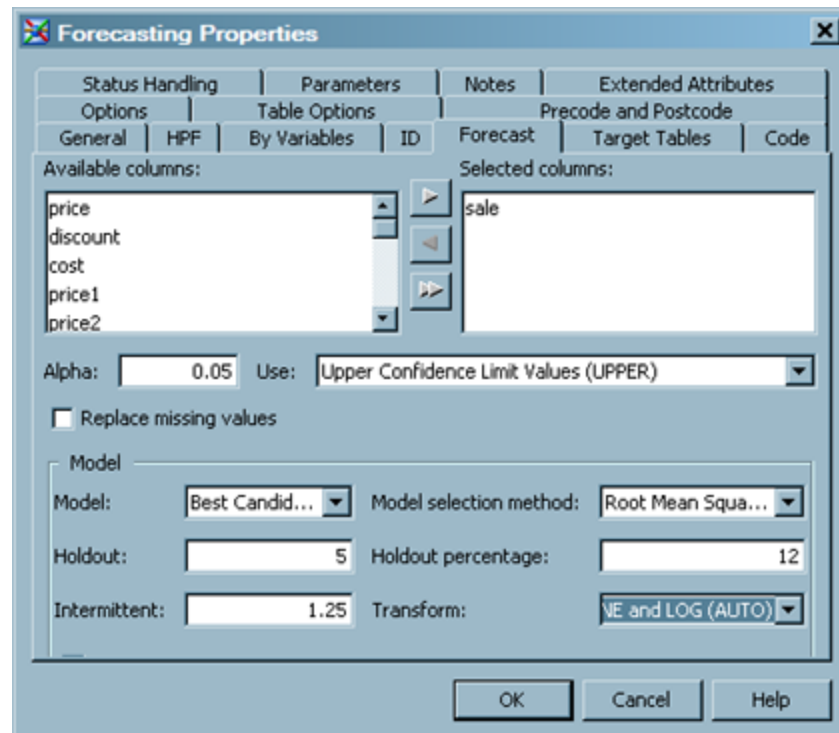 Forecasting Properties
Status Handling Parameters Notes Extended Attributes
Options Table Options Precode and Postcode
General HPF By Variables ID Forecast Target Tables Code
Available columns: Selected columns:
price sale
discount
cost
price1
price2
Alpha: 0.05 Use: Upper Confidence Limit Values (UPPER)
Replace missing values
Model
Model: Best Candid... Model selection method: Root Mean Squa...
Holdout: 5 Holdout percentage: 12
Intermittent: 1.25 Transform: NE and LOG (AUTO)
OK Cancel Help